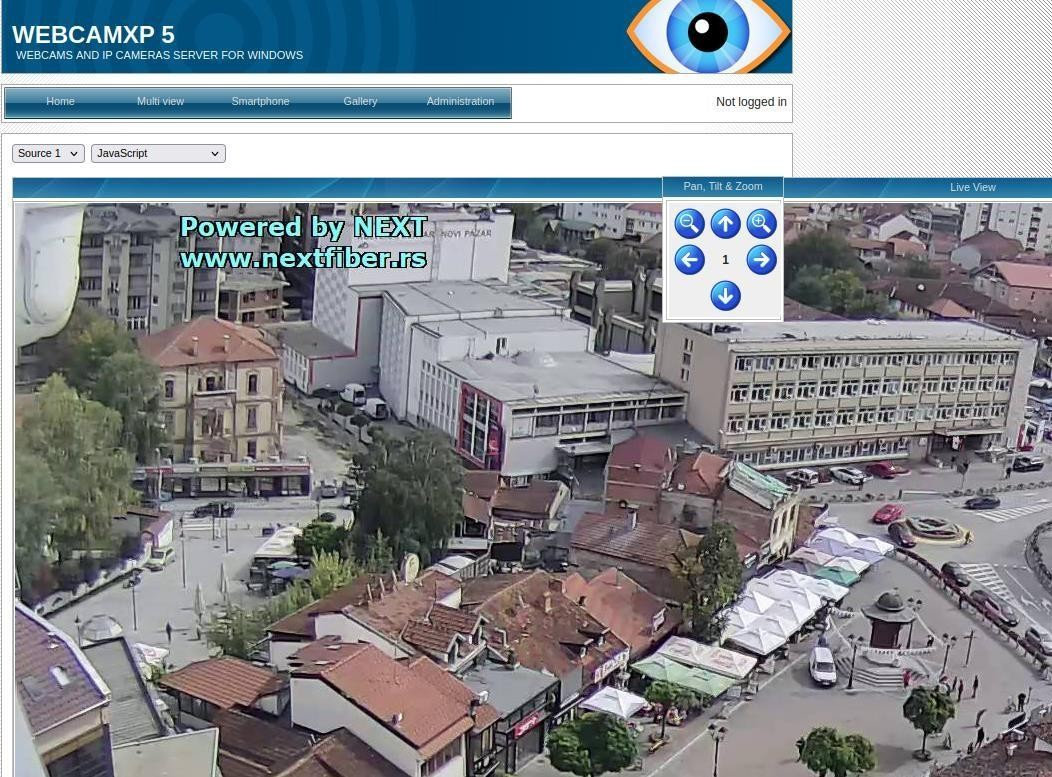 WEBCAMXP 5
WEBCAMS AND IP CAMERAS SERVER FOR WINDOWS
Home Multi view Smartphone Gallery Administration
Not logged in
Source 1 JavaScript
Pan, Tilt & Zoom
Live View
Powered by NEXT
NOVI PAZAR
www.nextfiber.rs
1